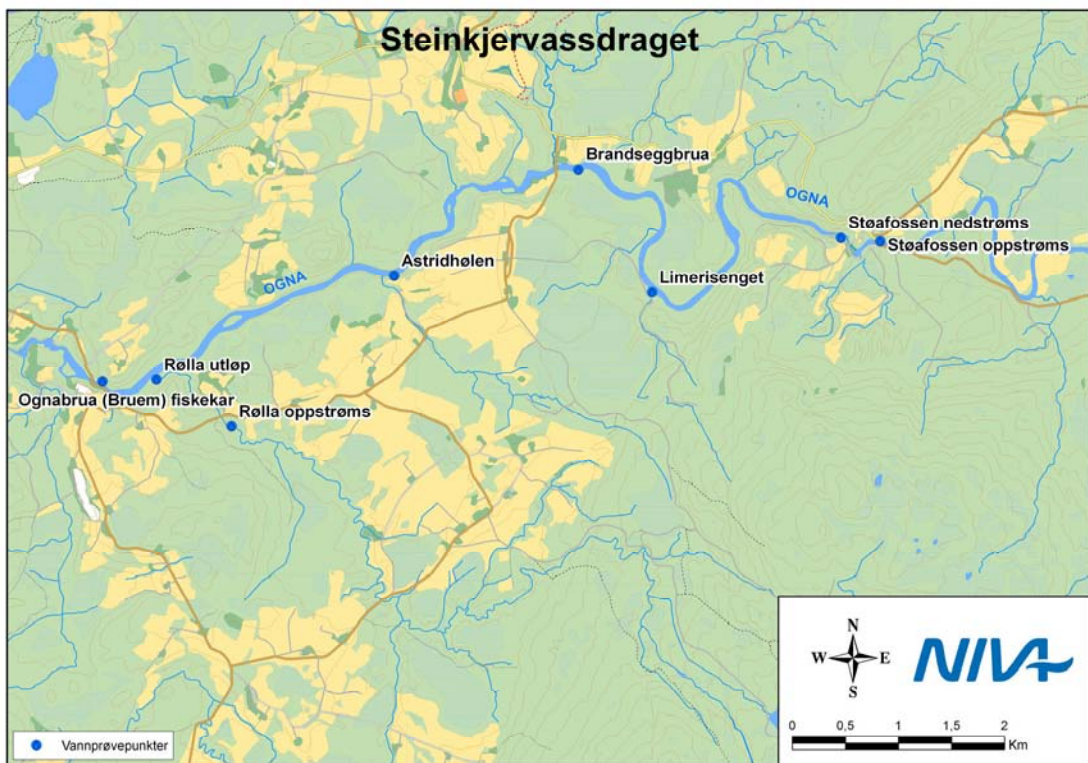 Steinkjervassdraget
Brandseggbrua
OGNA
Støafossen nedstrøms
Støafossen oppstrøms
Astridhølen
Limerisenget
OGNA
Rølla utløp
Ognabrua (Bruem) fiskekar
Rølla oppstrøms
N
W E
S
NIVA
0 0,5 1 1,5 2
Km
Vannprøvepunkter